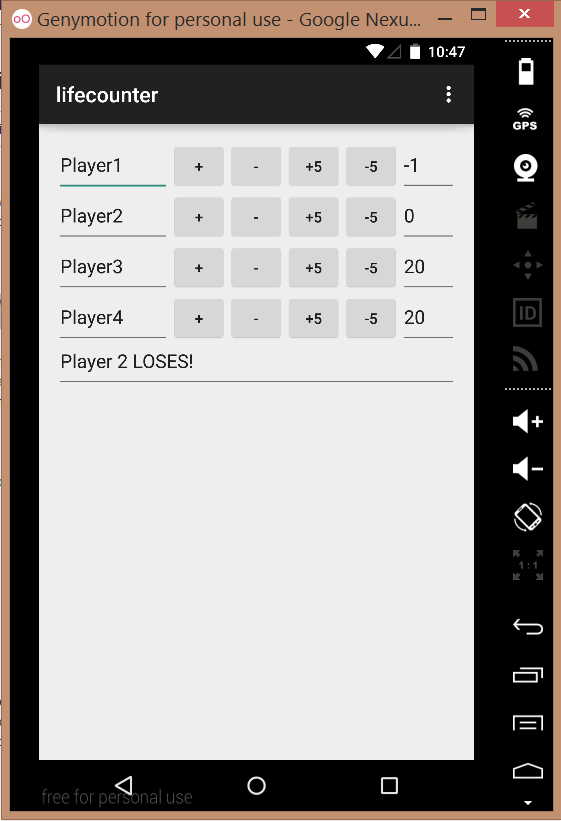 Genymotion for personal use - Google Nexu...
10:47
lifecounter
GPS
Player1 + - +5 -5 -1
Player2 + - +5 -5 0
Player3 + - +5 -5 20
Player4 + - +5 -5 20
Player 2 LOSES!
ID
1:1
free for personal use